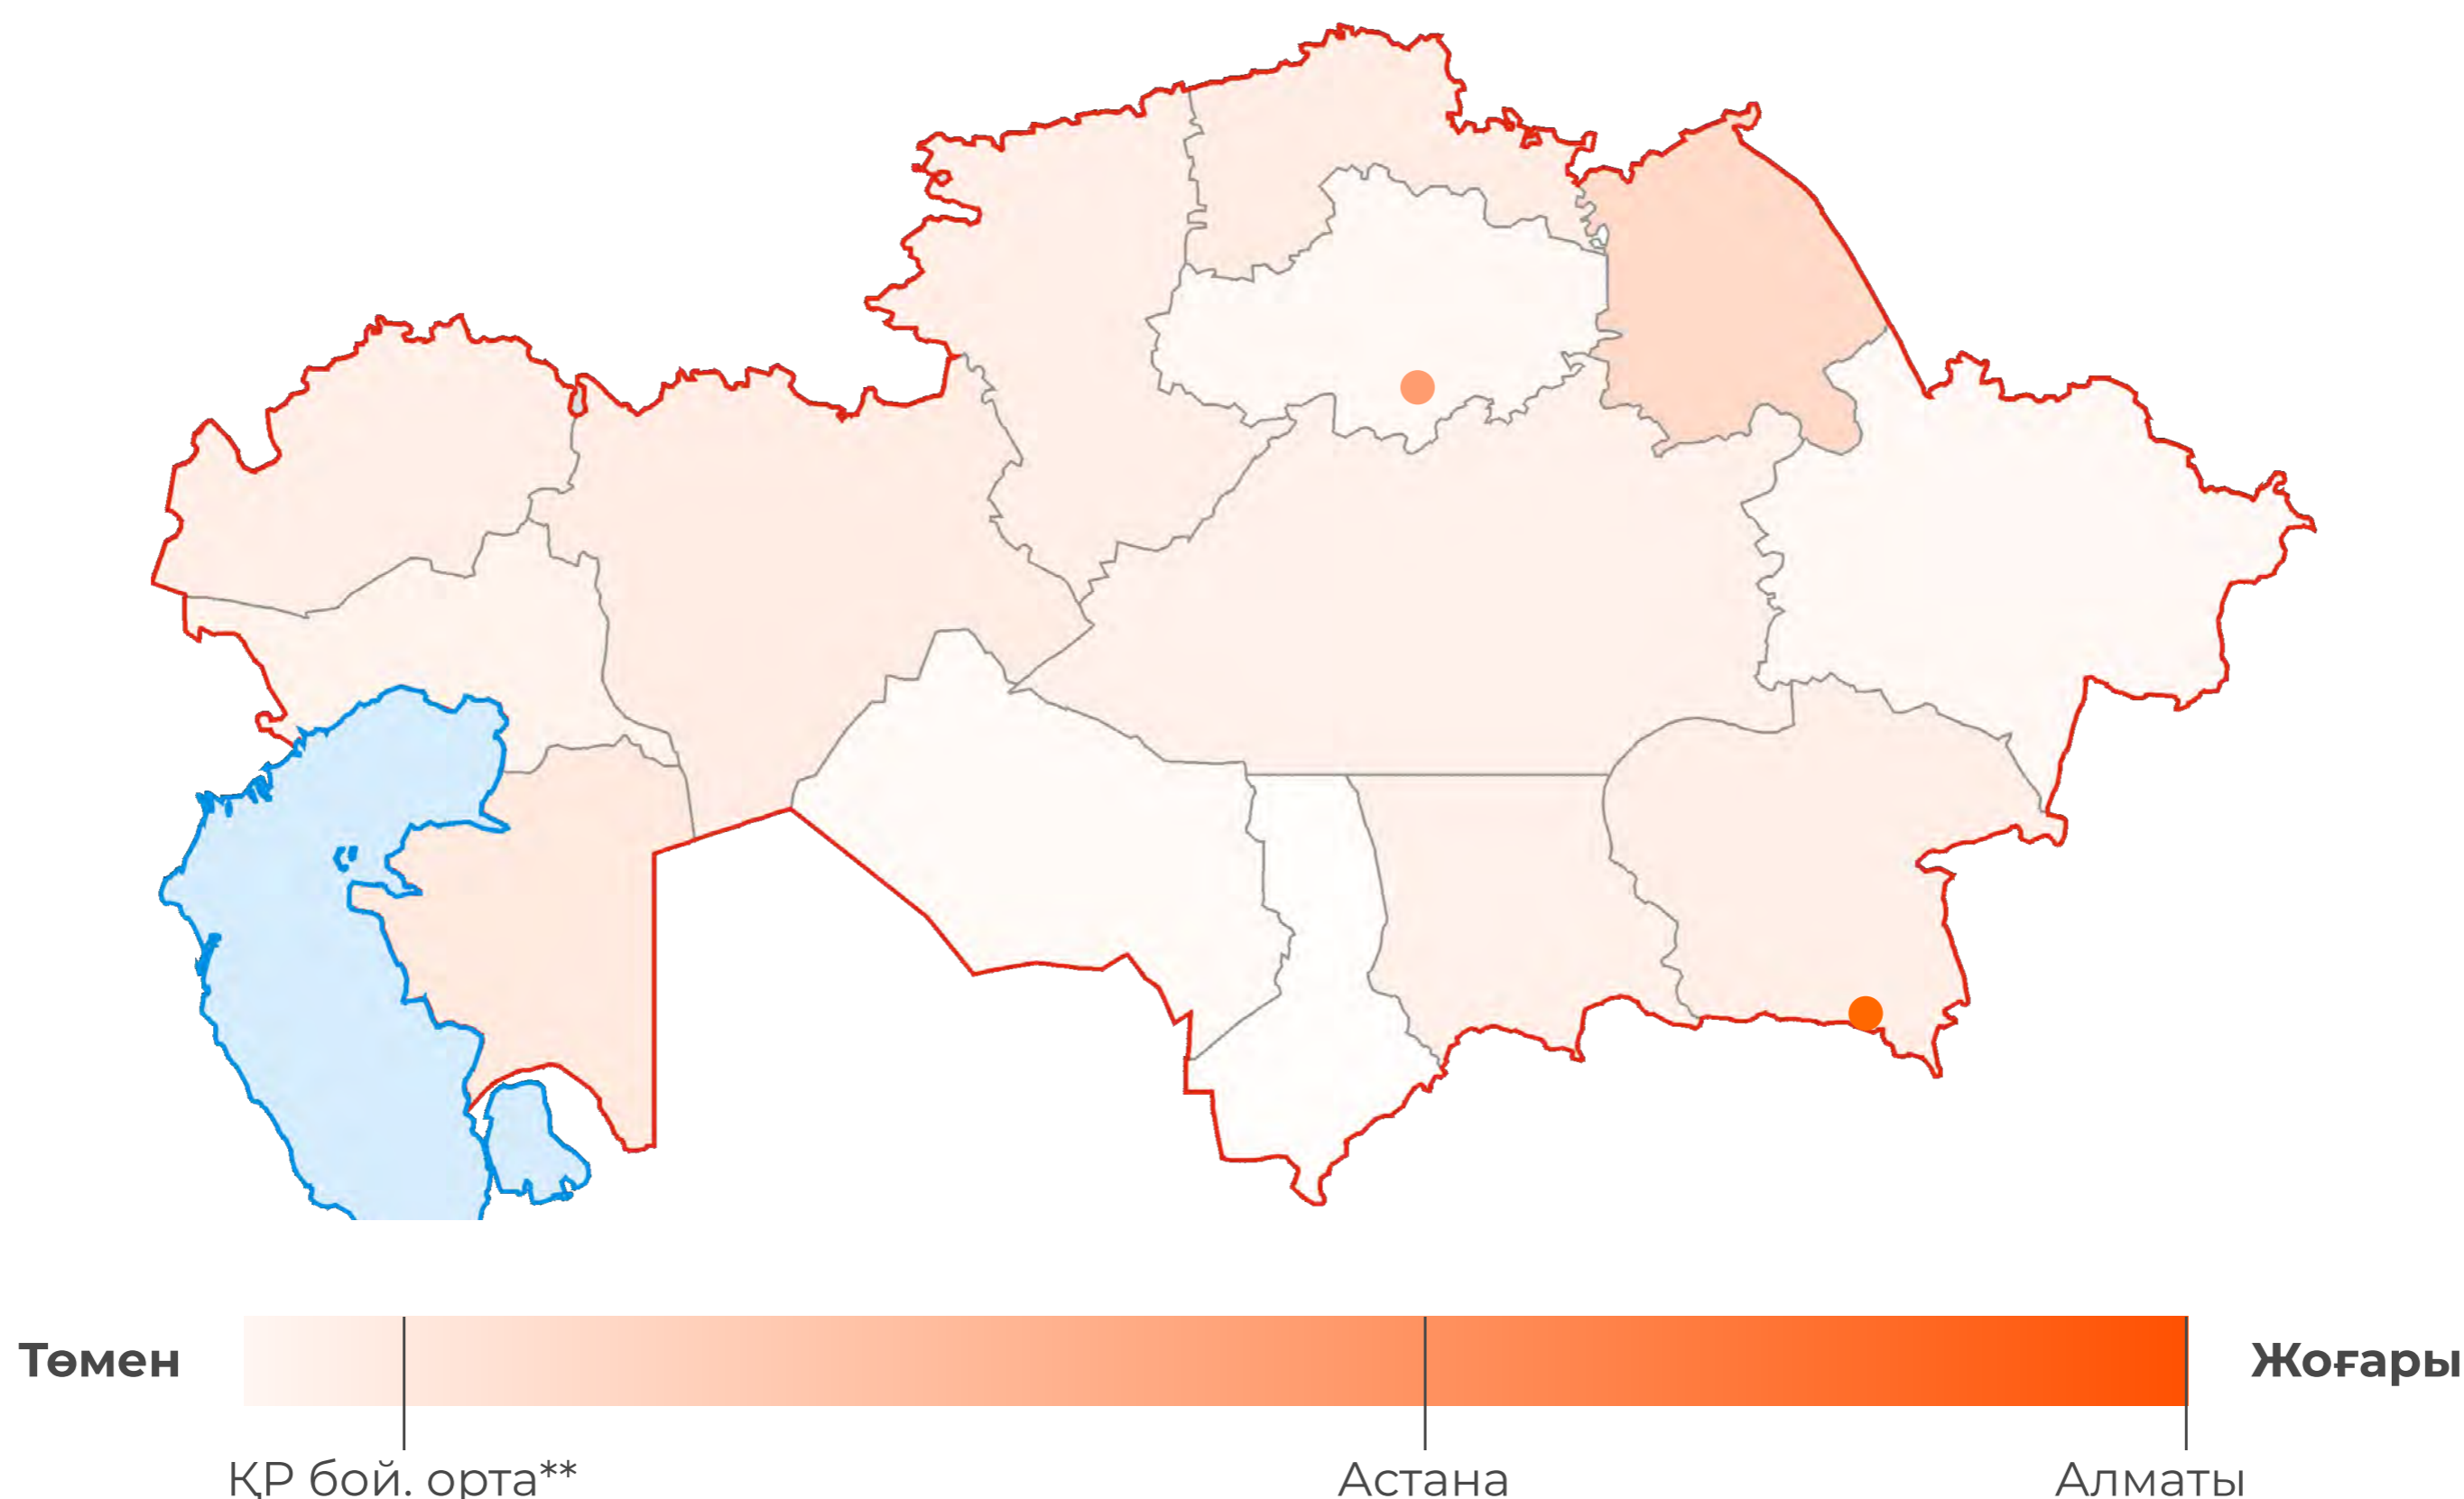 Төмен
Жоғары
ҚР бой. орта**
Астана
Алматы